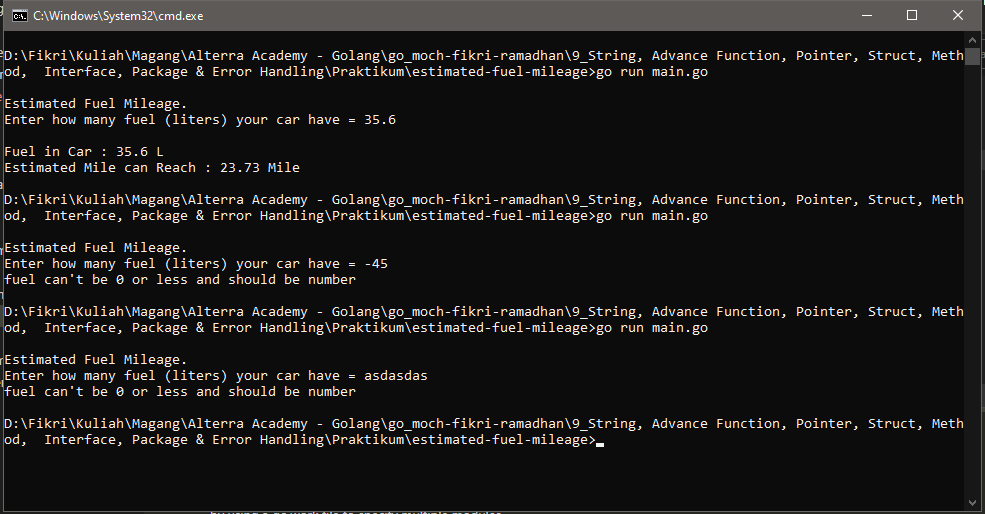 C:\Windows\System32\cmd.exe
D:\Fikri\Kuliah\Magang\Alterra Academy - Golang\go_moch-fikri-ramadhan\9_String, Advance Function, Pointer, Struct, Meth
od,  Interface, Package & Error Handling\Praktikum\estimated-fuel-mileage>go run main.go
Estimated Fuel Mileage.
Enter how many fuel (liters) your car have = 35.6
Fuel in Car : 35.6 L
Estimated Mile can Reach : 23.73 Mile
D:\Fikri\Kuliah\Magang\Alterra Academy - Golang\go_moch-fikri-ramadhan\9_String, Advance Function, Pointer, Struct, Meth
od,  Interface, Package & Error Handling\Praktikum\estimated-fuel-mileage>go run main.go
Estimated Fuel Mileage.
Enter how many fuel (liters) your car have = -45
fuel can't be 0 or less and should be number
D:\Fikri\Kuliah\Magang\Alterra Academy - Golang\go_moch-fikri-ramadhan\9_String, Advance Function, Pointer, Struct, Meth
od,  Interface, Package & Error Handling\Praktikum\estimated-fuel-mileage>go run main.go
Estimated Fuel Mileage.
Enter how many fuel (liters) your car have = asdasdas
fuel can't be 0 or less and should be number
D:\Fikri\Kuliah\Magang\Alterra Academy - Golang\go_moch-fikri-ramadhan\9_String, Advance Function, Pointer, Struct, Meth
od,  Interface, Package & Error Handling\Praktikum\estimated-fuel-mileage>